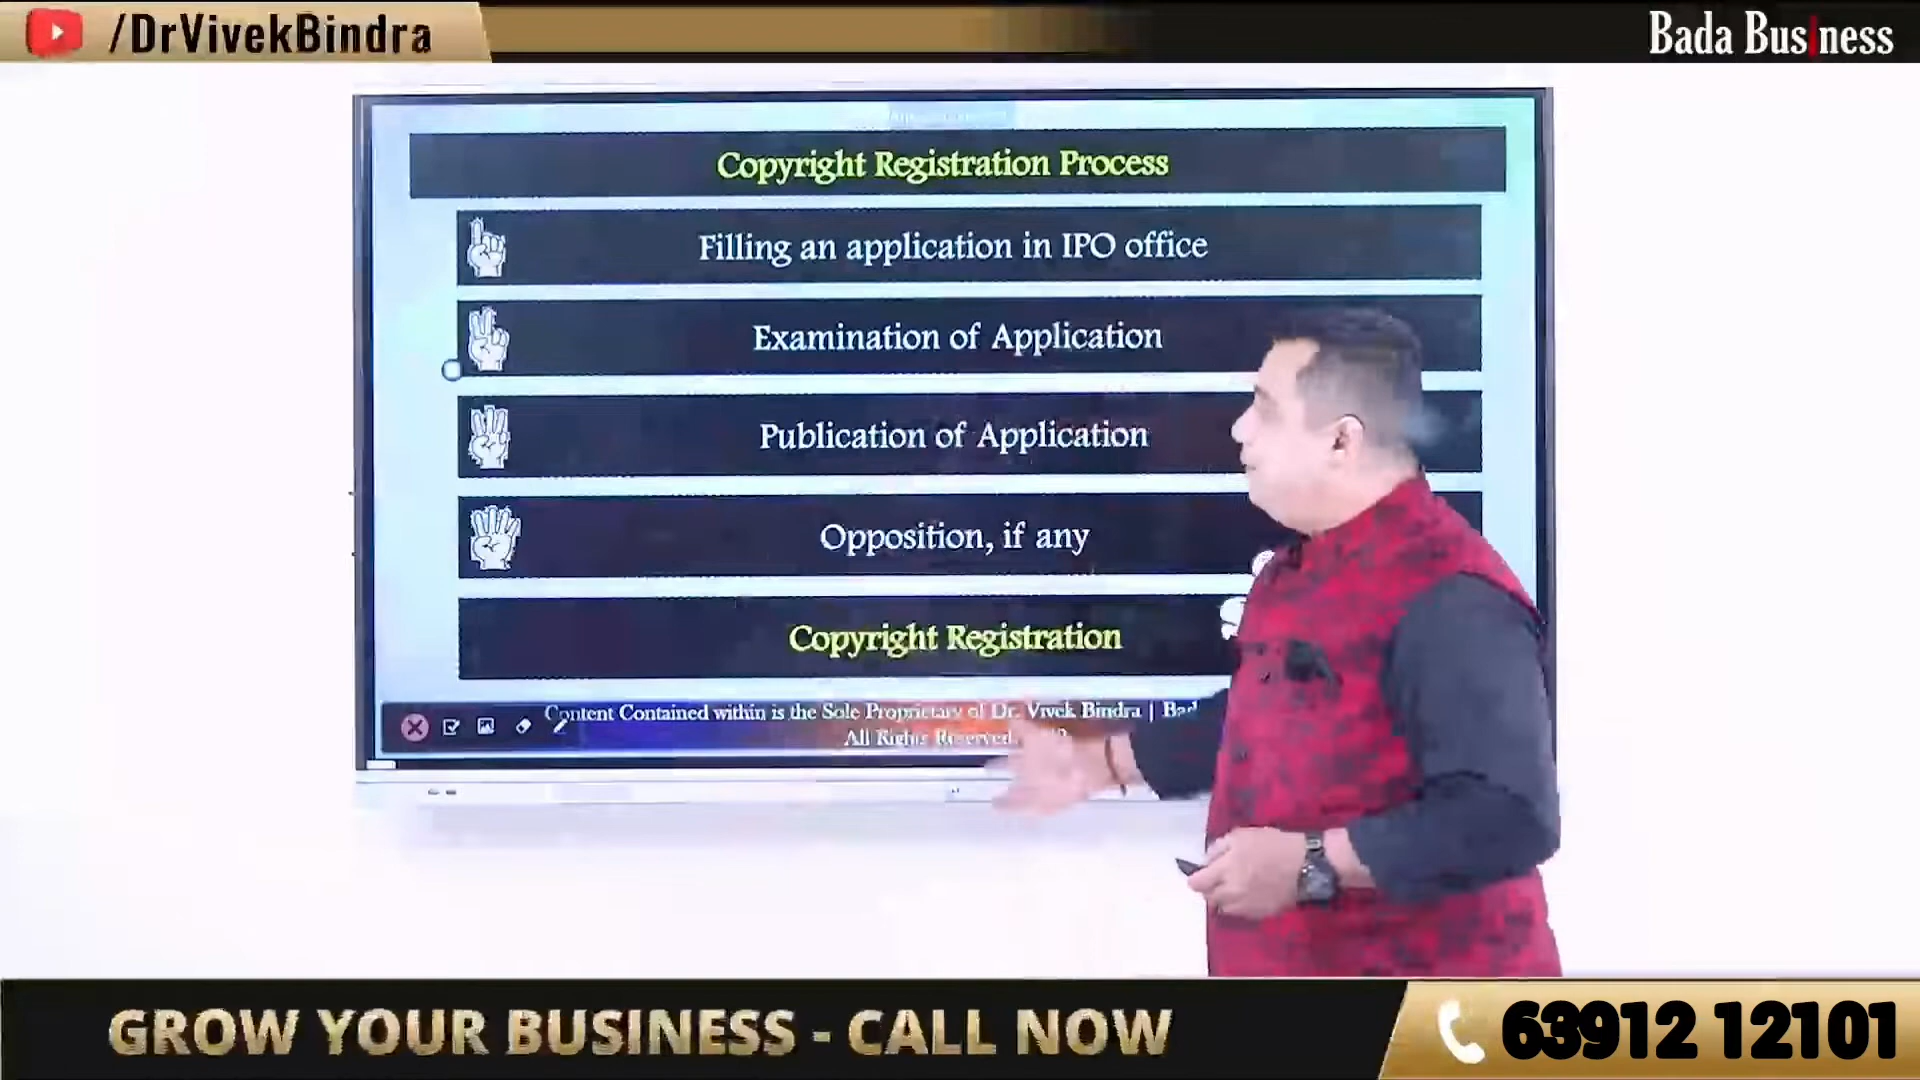 /DrVivekBindra
Bada Business
Copyright Registration Process
Filling an application in IPO office
Examination of Application
Publication of Application
Opposition, if any
Copyright Registration
Content Contained within is the Sole Proprietary of Dr. Vivek Bindra | Bad
All Rights Reserved.
GROW YOUR BUSINESS - CALL NOW
63912 12101